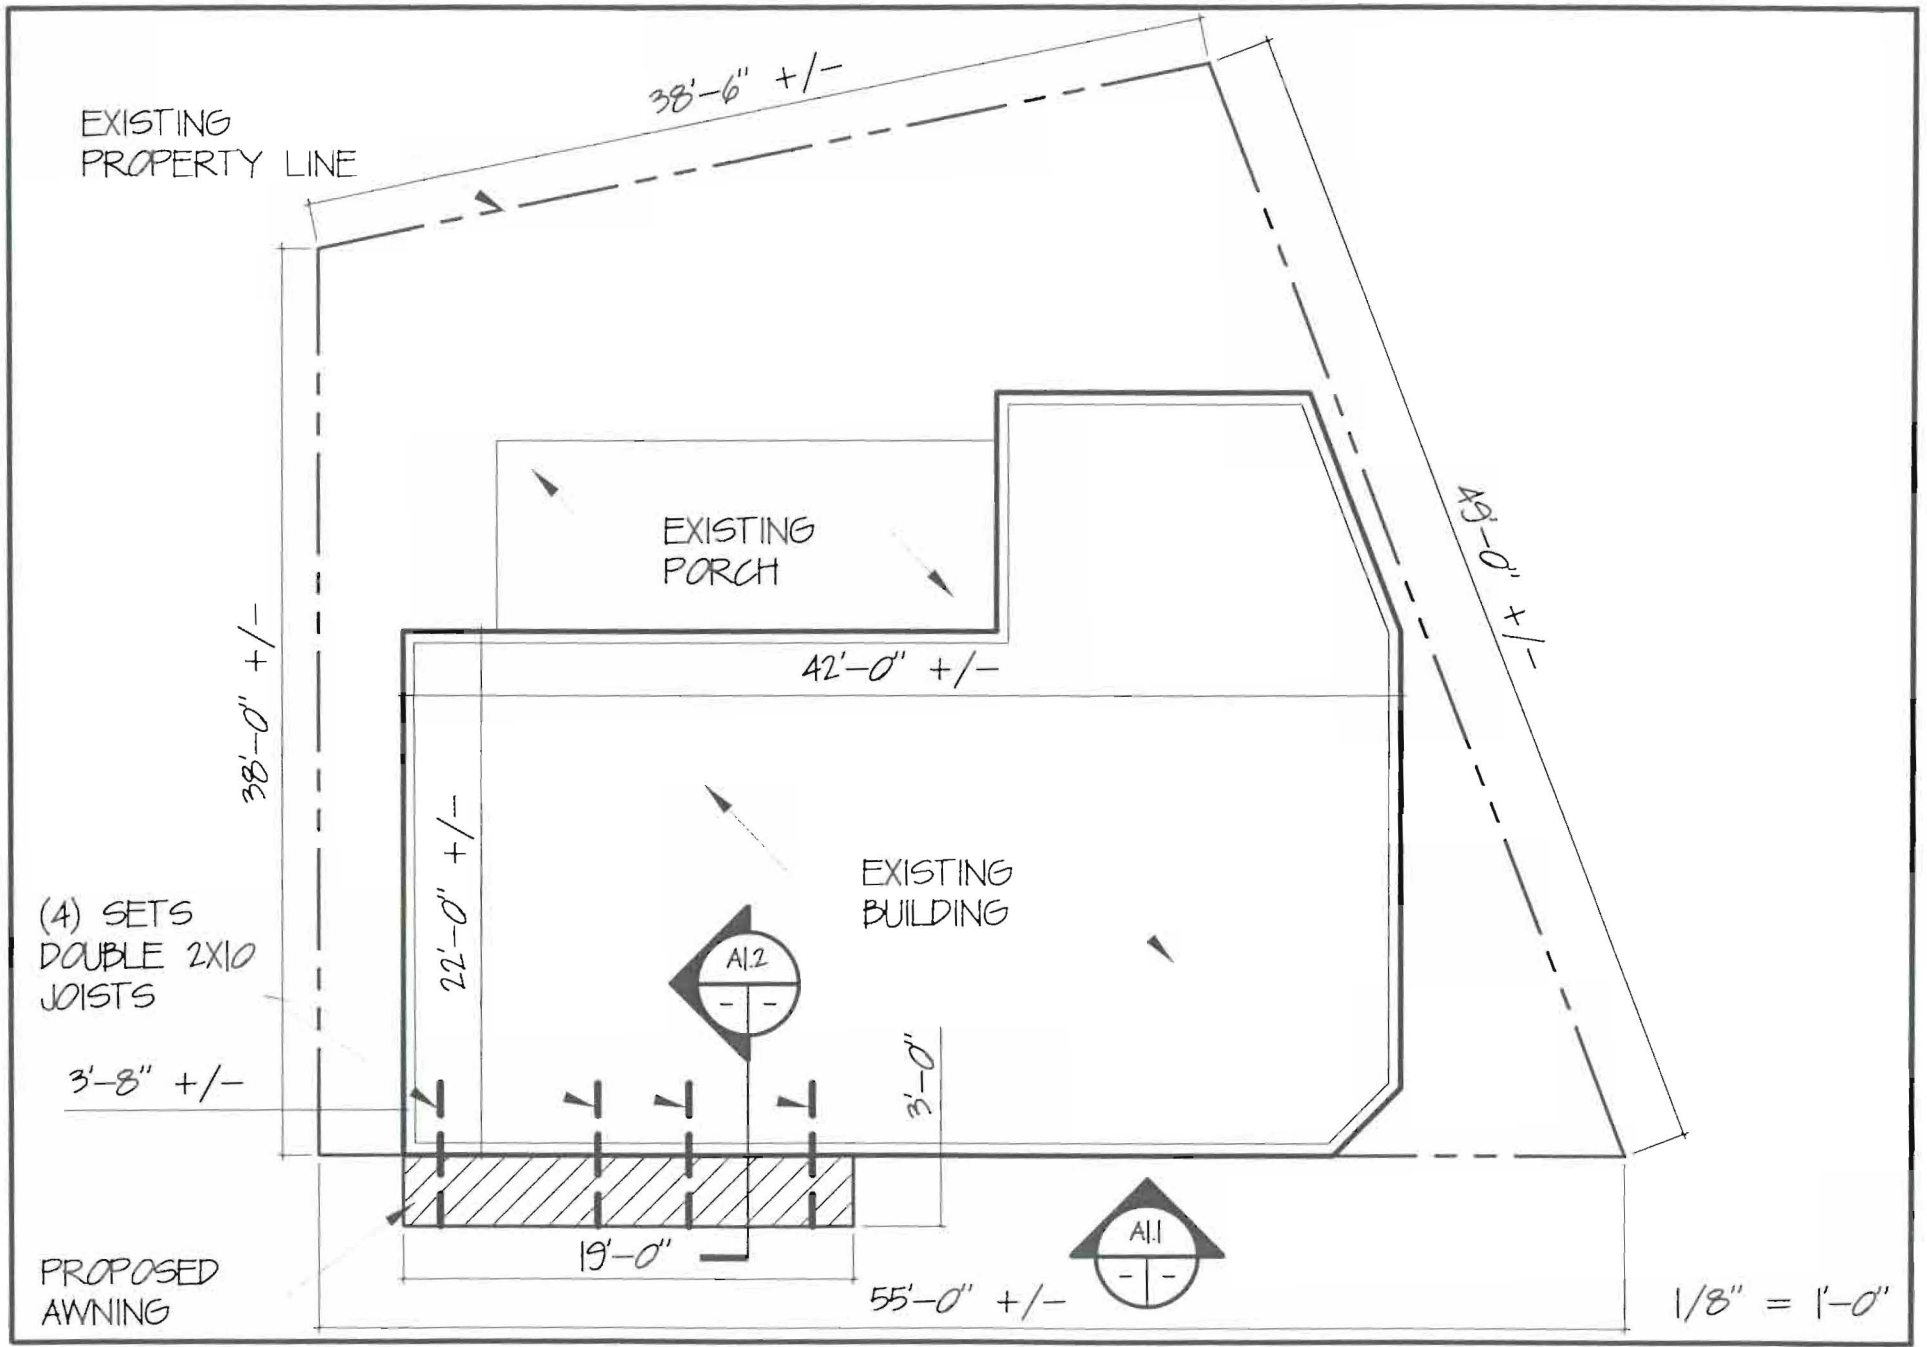 38'-6" +/-
EXISTING
PROPERTY LINE
49'-0" +/-
EXISTING
PORCH
42'-0" +/-
38'-0" +/-
22'-0" +/-
EXISTING
BUILDING
(4) SETS
DOUBLE 2X10
JOISTS
A1.2
- -
3'-8" +/-
3'-0"
19'-0"
A1.1
- -
PROPOSED
AWNING
55'-0" +/-
1/8" = 1'-0"